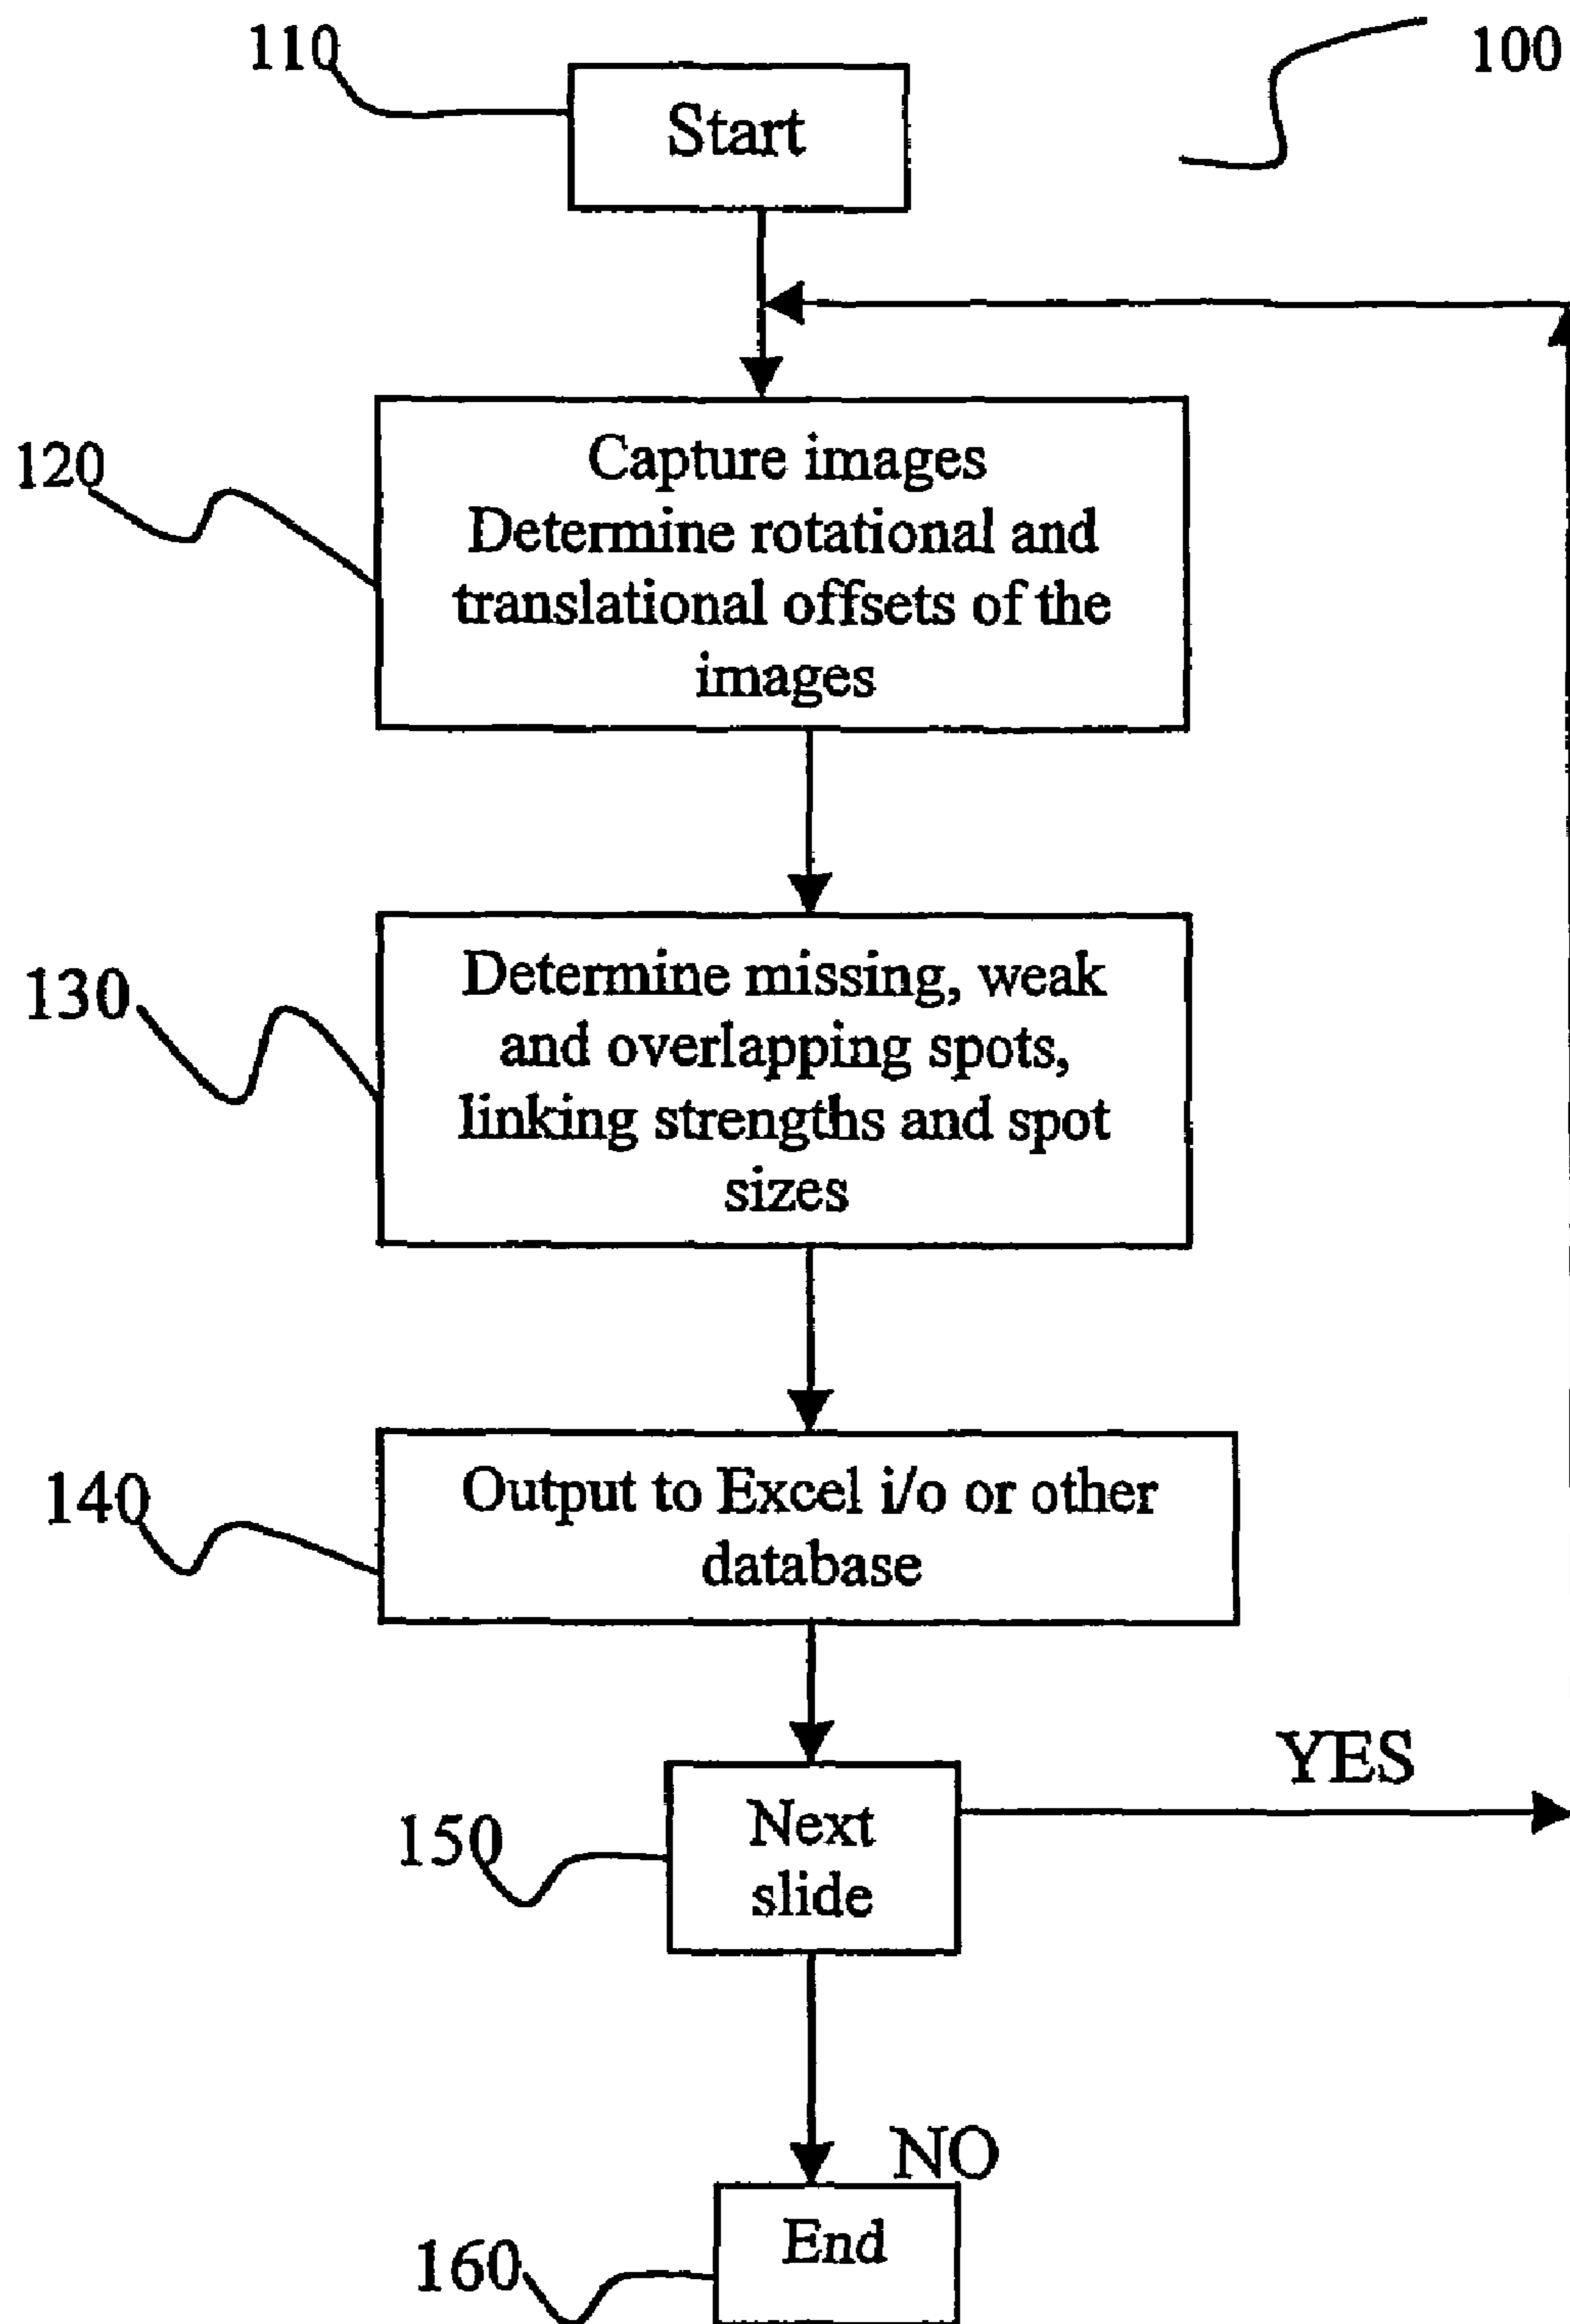 110
100
Start
120
Capture images
Determine rotational and
translational offsets of the
images
130
Determine missing, weak
and overlapping spots,
linking strengths and spot
sizes
140
Output to Excel i/o or other
database
YES
150
Next
slide
NO
160
End